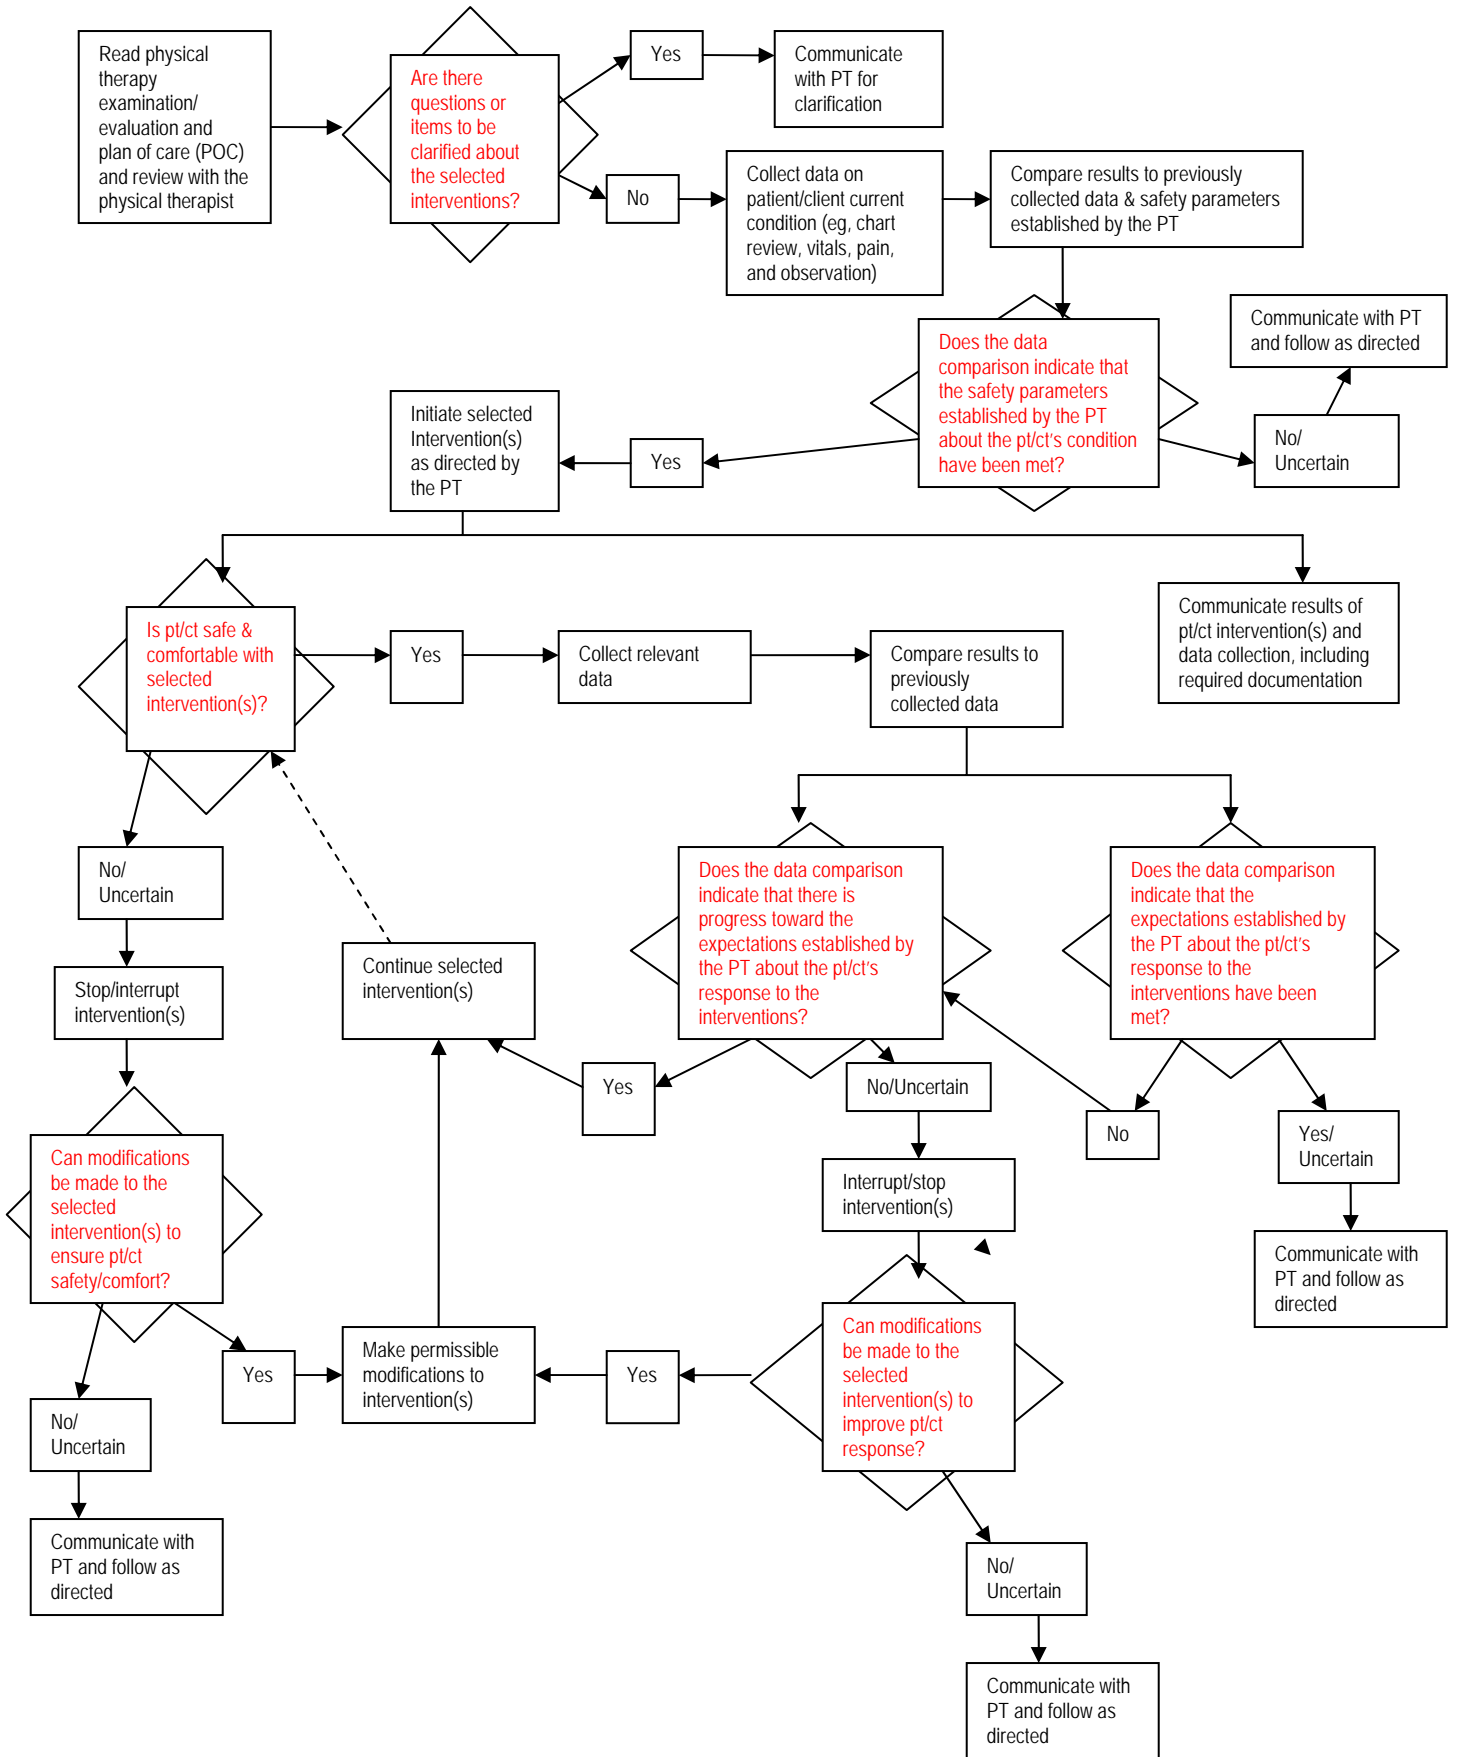 Read physical
therapy
examination/
evaluation and
plan of care (POC)
and review with the
physical therapist
Are there
questions or
items to be
clarified about
the selected
interventions?
Yes
Communicate
with PT for
clarification
No
Collect data on
patient/client current
condition (eg, chart
review, vitals, pain,
and observation)
Compare results to previously
collected data & safety parameters
established by the PT
Does the data
comparison indicate that
the safety parameters
established by the PT
about the pt/ct's condition
have been met?
Communicate with PT
and follow as directed
No/
Uncertain
Yes
Initiate selected
Intervention(s)
as directed by
the PT
Is pt/ct safe &
comfortable with
selected
intervention(s)?
Yes
Collect relevant
data
Compare results to
previously
collected data
Communicate results of
pt/ct intervention(s) and
data collection, including
required documentation
No/
Uncertain
Stop/interrupt
intervention(s)
Continue selected
intervention(s)
Does the data comparison
indicate that there is
progress toward the
expectations established by
the PT about the pt/ct's
response to the
interventions?
Does the data comparison
indicate that the
expectations established by
the PT about the pt/ct's
response to the
interventions have been
met?
Yes
No/Uncertain
No
Yes/
Uncertain
Interrupt/stop
intervention(s)
Communicate with
PT and follow as
directed
Can modifications
be made to the
selected
intervention(s) to
ensure pt/ct
safety/comfort?
Yes
Make permissible
modifications to
intervention(s)
Yes
Can modifications
be made to the
selected
intervention(s) to
improve pt/ct
response?
No/
Uncertain
Communicate with
PT and follow as
directed
No/
Uncertain
Communicate with
PT and follow as
directed